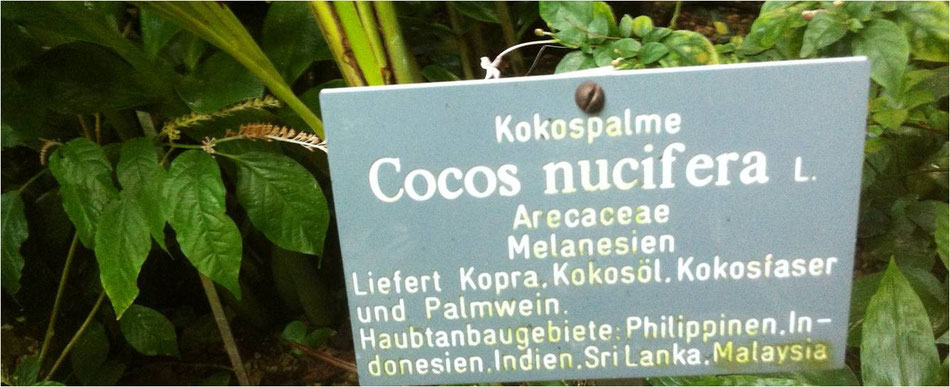 Kokospalme
Cocos nucifera L.
Arecaceae
Melanesien
Liefert Kopra, Kokosöl, Kokosfaser
und Palmwein.
Haubtanbaugebiete: Philippinen, In-
donesien, Indien, Sri Lanka, Malaysia